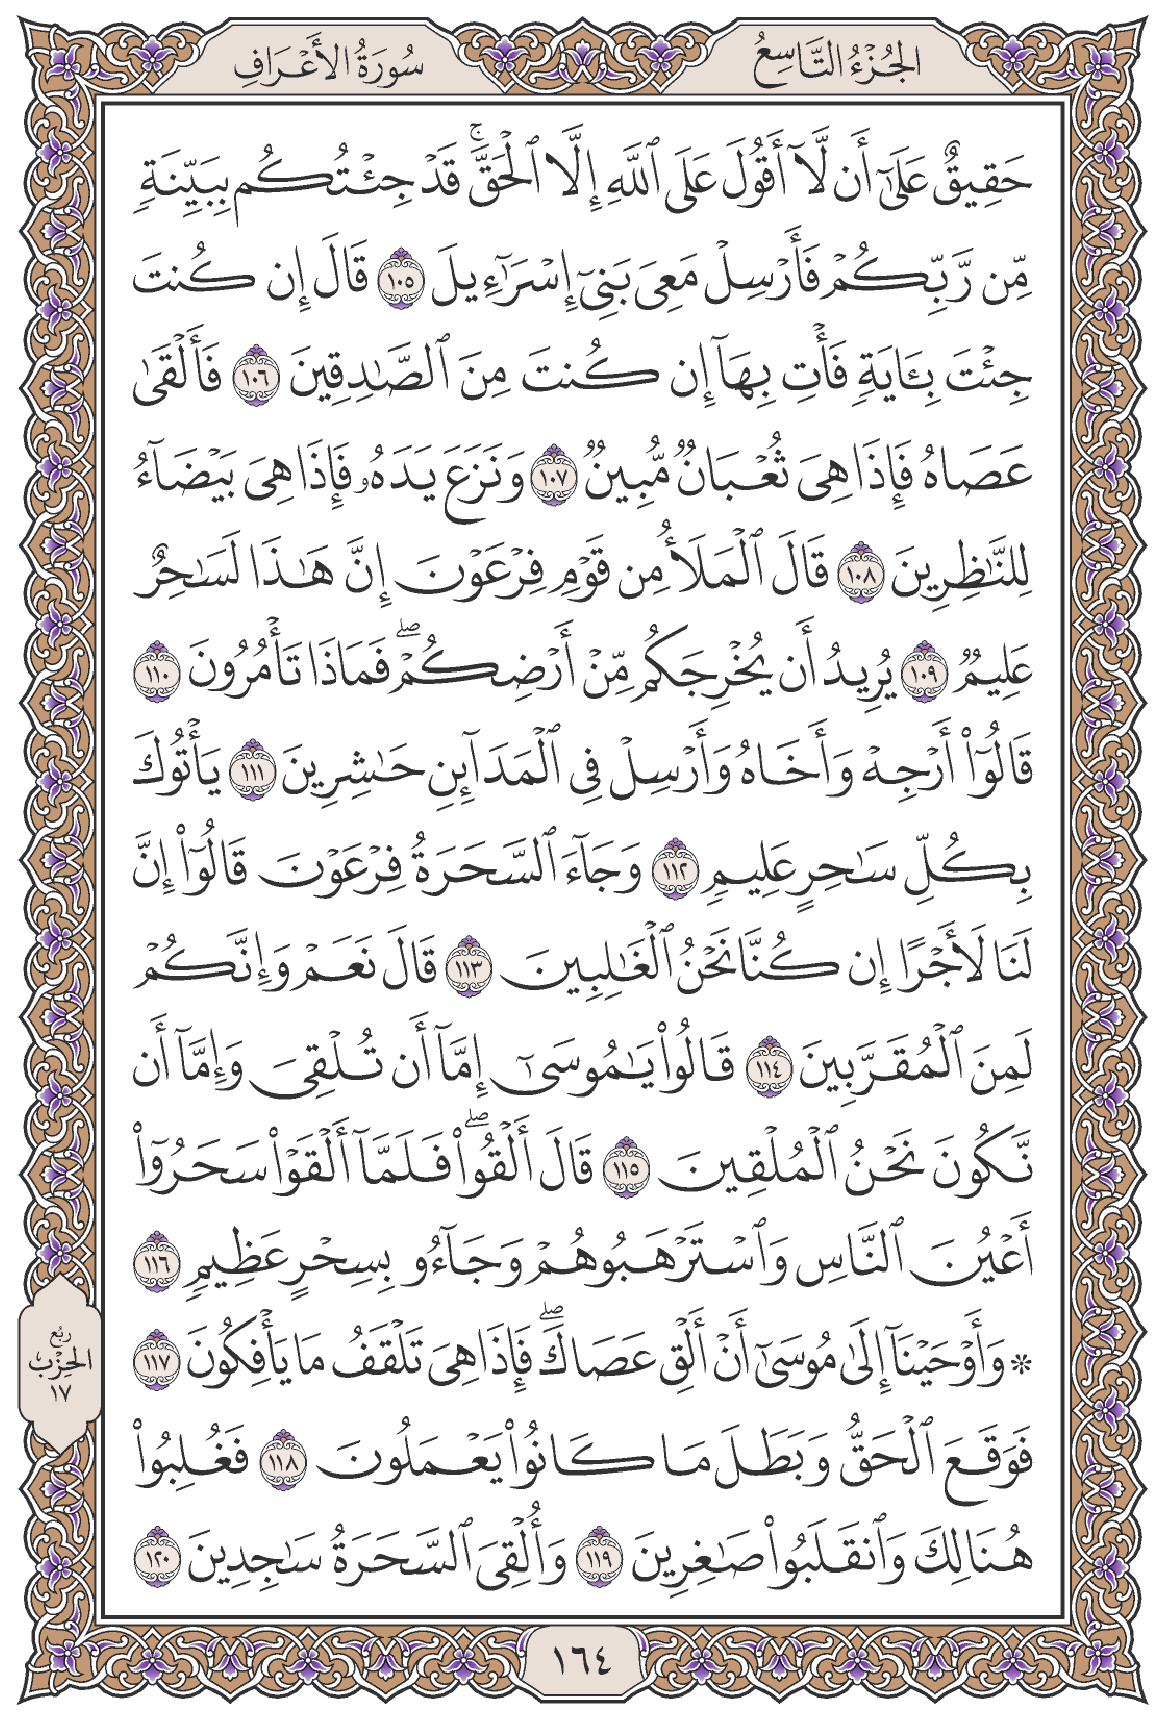 الجُزْءُ التَّاسِعُ
سُورَةُ الأَعْرَافِ
حَقِيقٌ عَلَىٰٓ أَن لَّآ أَقُولَ عَلَى ٱللَّهِ إِلَّا ٱلْحَقَّۚ قَدْ جِئْتُكُم بِبَيِّنَةٍ
مِّن رَّبِّكُمْ فَأَرْسِلْ مَعِىَ بَنِىٓ إِسْرَٰٓءِيلَ ١٠٥ قَالَ إِن كُنتَ
جِئْتَ بِـَٔايَةٍ فَأْتِ بِهَآ إِن كُنتَ مِنَ ٱلصَّـٰدِقِينَ ١٠٦ فَأَلْقَىٰ
عَصَاهُ فَإِذَا هِىَ ثُعْبَانٌ مُّبِينٌ ١٠٧ وَنَزَعَ يَدَهُۥ فَإِذَا هِىَ بَيْضَآءُ
لِلنَّـٰظِرِينَ ١٠٨ قَالَ ٱلْمَلَأُ مِن قَوْمِ فِرْعَوْنَ إِنَّ هَـٰذَا لَسَـٰحِرٌ
عَلِيمٌ ١٠٩ يُرِيدُ أَن يُخْرِجَكُم مِّنْ أَرْضِكُمْۖ فَمَاذَا تَأْمُرُونَ ١١٠
قَالُوٓا۟ أَرْجِهْ وَأَخَاهُ وَأَرْسِلْ فِى ٱلْمَدَآئِنِ حَـٰشِرِينَ ١١١ يَأْتُوكَ
بِكُلِّ سَـٰحِرٍ عَلِيمٍ ١١٢ وَجَآءَ ٱلسَّحَرَةُ فِرْعَوْنَ قَالُوٓا۟ إِنَّ
لَنَا لَأَجْرًا إِن كُنَّا نَحْنُ ٱلْغَـٰلِبِينَ ١١٣ قَالَ نَعَمْ وَإِنَّكُمْ
لَمِنَ ٱلْمُقَرَّبِينَ ١١٤ قَالُوا۟ يَـٰمُوسَىٰٓ إِمَّآ أَن تُلْقِىَ وَإِمَّآ أَن
نَّكُونَ نَحْنُ ٱلْمُلْقِينَ ١١٥ قَالَ أَلْقُوا۟ۖ فَلَمَّآ أَلْقَوْا۟ سَحَرُوٓا۟
أَعْيُنَ ٱلنَّاسِ وَٱسْتَرْهَبُوهُمْ وَجَآءُو بِسِحْرٍ عَظِيمٍ ١١٦
* وَأَوْحَيْنَآ إِلَىٰ مُوسَىٰٓ أَنْ أَلْقِ عَصَاكَۖ فَإِذَا هِىَ تَلْقَفُ مَا يَأْفِكُونَ ١١٧
رُبُع
الحِزْب
١٧
فَوَقَعَ ٱلْحَقُّ وَبَطَلَ مَا كَانُوا۟ يَعْمَلُونَ ١١٨ فَغُلِبُوا۟
هُنَالِكَ وَٱنقَلَبُوا۟ صَـٰغِرِينَ ١١٩ وَأُلْقِىَ ٱلسَّحَرَةُ سَـٰجِدِينَ ١٢٠
١٦٤